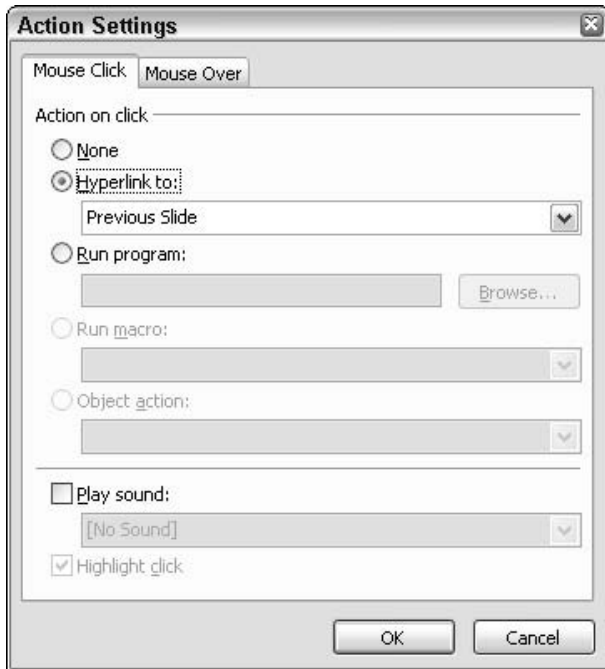 Action Settings
Mouse Click Mouse Over
Action on click
None
Hyperlink to:
Previous Slide
Run program:
Browse...
Run macro:
Object action:
Play sound:
[No Sound]
Highlight click
OK Cancel